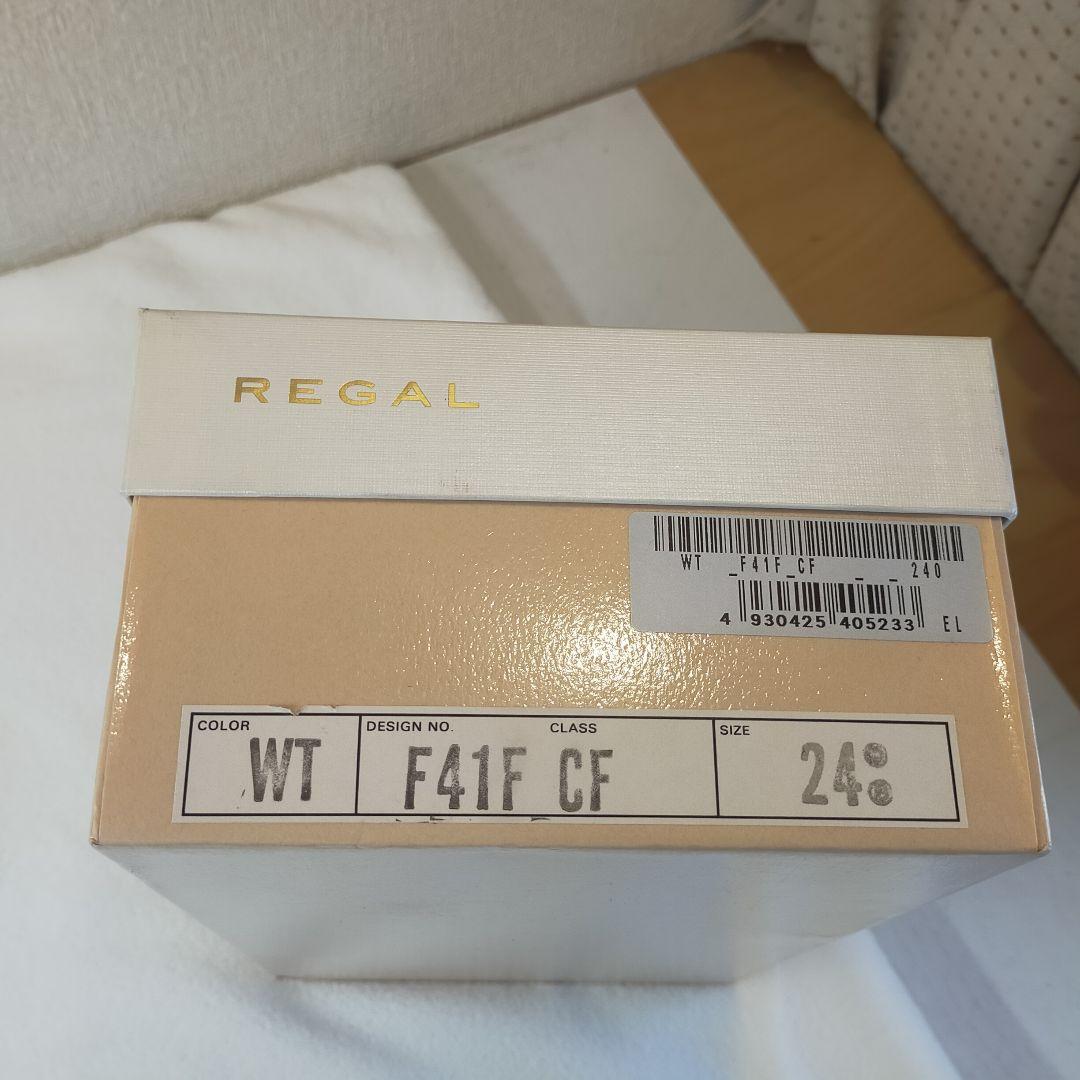 REGAL
WT _F41F_CF _ _ 240
4 930425 405233 EL
COLOR DESIGN NO. CLASS SIZE
WT F41F CF 24